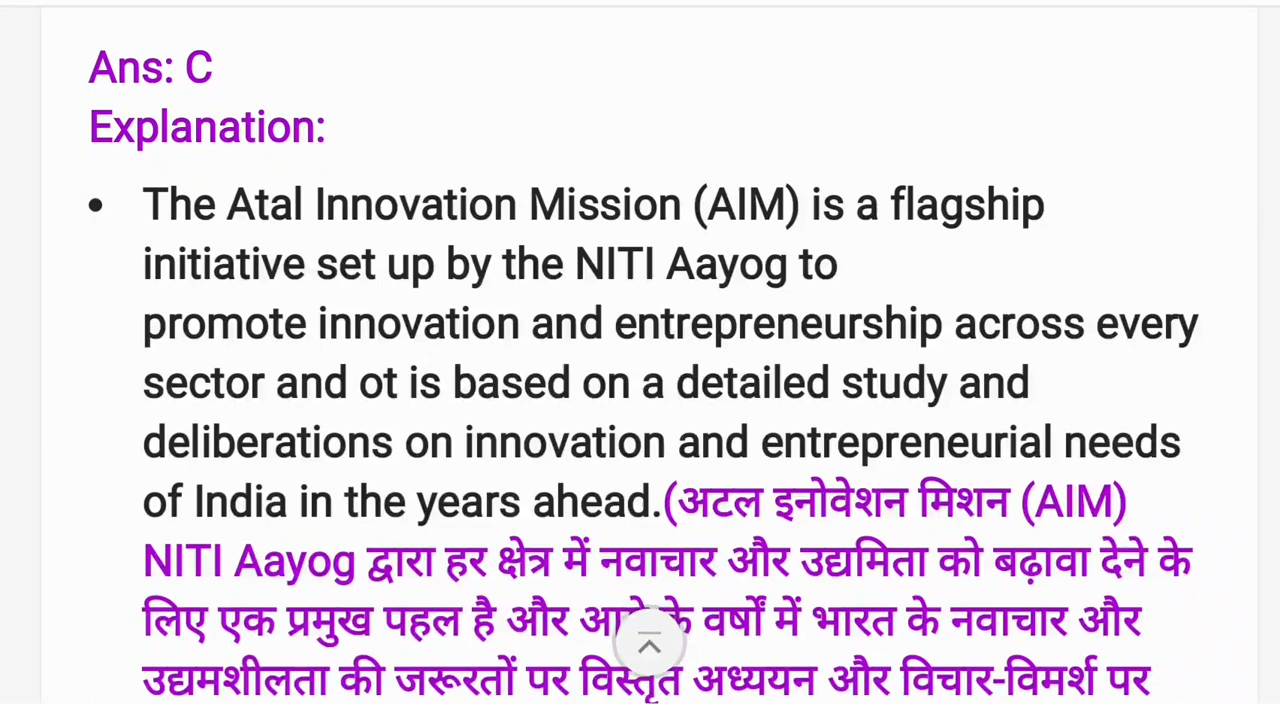 Ans: C
Explanation:
• The Atal Innovation Mission (AIM) is a flagship
initiative set up by the NITI Aayog to
promote innovation and entrepreneurship across every
sector and ot is based on a detailed study and
deliberations on innovation and entrepreneurial needs
of India in the years ahead.(अटल इनोवेशन मिशन (AIM)
NITI Aayog द्वारा हर क्षेत्र में नवाचार और उद्यमिता को बढ़ावा देने के
लिए एक प्रमुख पहल है और वर्षों में भारत के नवाचार और
उद्यमशीलता की जरूरतों पर विस्तृत अध्ययन और विचार-विमर्श पर